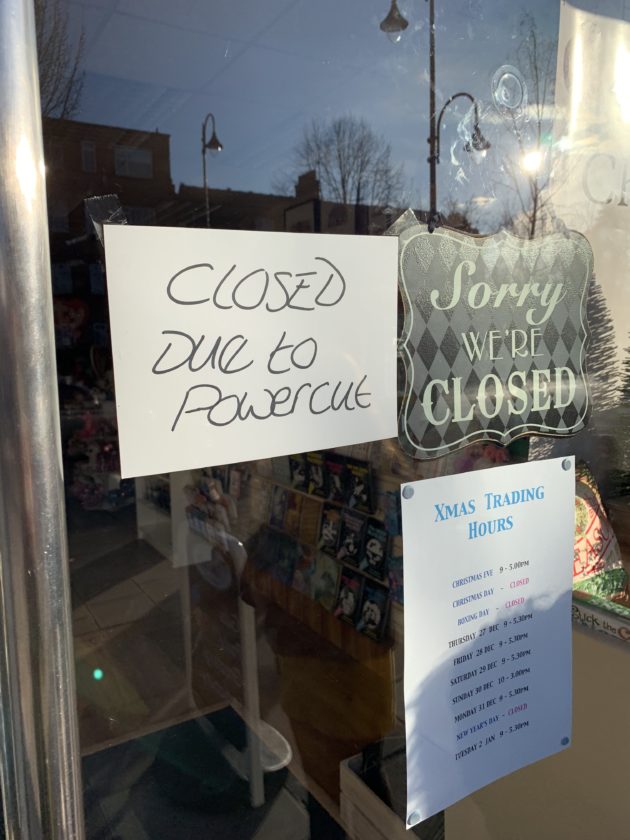 CLOSED
Due to
Powercut
Sorry
WE'RE
CLOSED
XMAS TRADING
HOURS
CHRISTMAS EVE 9 - 5.00PM
CHRISTMAS DAY - CLOSED
BOXING DAY - CLOSED
THURSDAY 27 DEC 9 - 5.30PM
FRIDAY 28 DEC 9 - 5.30PM
SATURDAY 29 DEC 9 - 5.30PM
SUNDAY 30 DEC 10 - 3.00PM
MONDAY 31 DEC 9 - 5.30PM
NEW YEAR'S DAY - CLOSED
TUESDAY 2 JAN 9 - 5.30PM